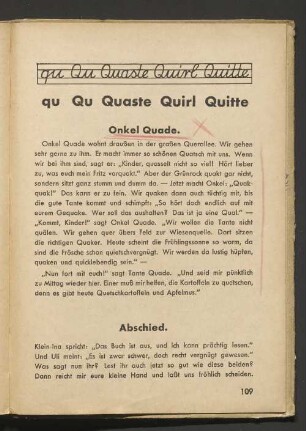 qu Qu Quaste Quirl Quitte
qu Qu Quaste Quirl Quitte
Onkel Quade.
Onkel Quade wohnt draußen in der großen Querallee. Wir gehen
sehr gerne zu ihm. Er macht immer so schönen Quatsch mit uns. Wenn
wir bei ihm sind, sagt er: „Kinder, quasselt nicht so viel! Hört lieber
zu, was euch mein Fritz vorquakt.“ Aber der Grünrock quakt gar nicht,
sondern sitzt ganz stumm und dumm da. — Jetzt macht Onkel: „Quak-
quak!“ Das kann er zu fein. Wir quaken dann auch tüchtig mit, bis
die gute Tante kommt und schimpft: „So hört doch endlich auf mit
eurem Gequake. Wer soll das aushalten? Das ist ja eine Qual.“ —
„Kommt, Kinder!“ sagt Onkel Quade. „Wir wollen die Tante nicht
quälen. Wir gehen quer übers Feld zur Wiesenquelle. Dort sitzen
die richtigen Quaker. Heute scheint die Frühlingssonne so warm, da
sind die Frösche schon quietschvergnügt. Wir werden da lustig hüpfen,
quaken und quicklebendig sein.“ —
„Nun fort mit euch!“ sagt Tante Quade. „Und seid mir pünktlich
zu Mittag wieder hier. Einer muß mir helfen, die Kartoffeln zu quetschen,
denn es gibt heute Quetschkartoffeln und Apfelmus.“
Abschied.
Klein-Ina spricht: „Das Buch ist aus, und ich kann prächtig lesen.“
Und Uli meint: „Es ist zwar schwer, doch recht vergnügt gewesen.“
Was sagt nun ihr? Lest ihr auch jetzt so gut wie diese beiden?
Dann reicht mir eure kleine Hand und laßt uns fröhlich scheiden.
109